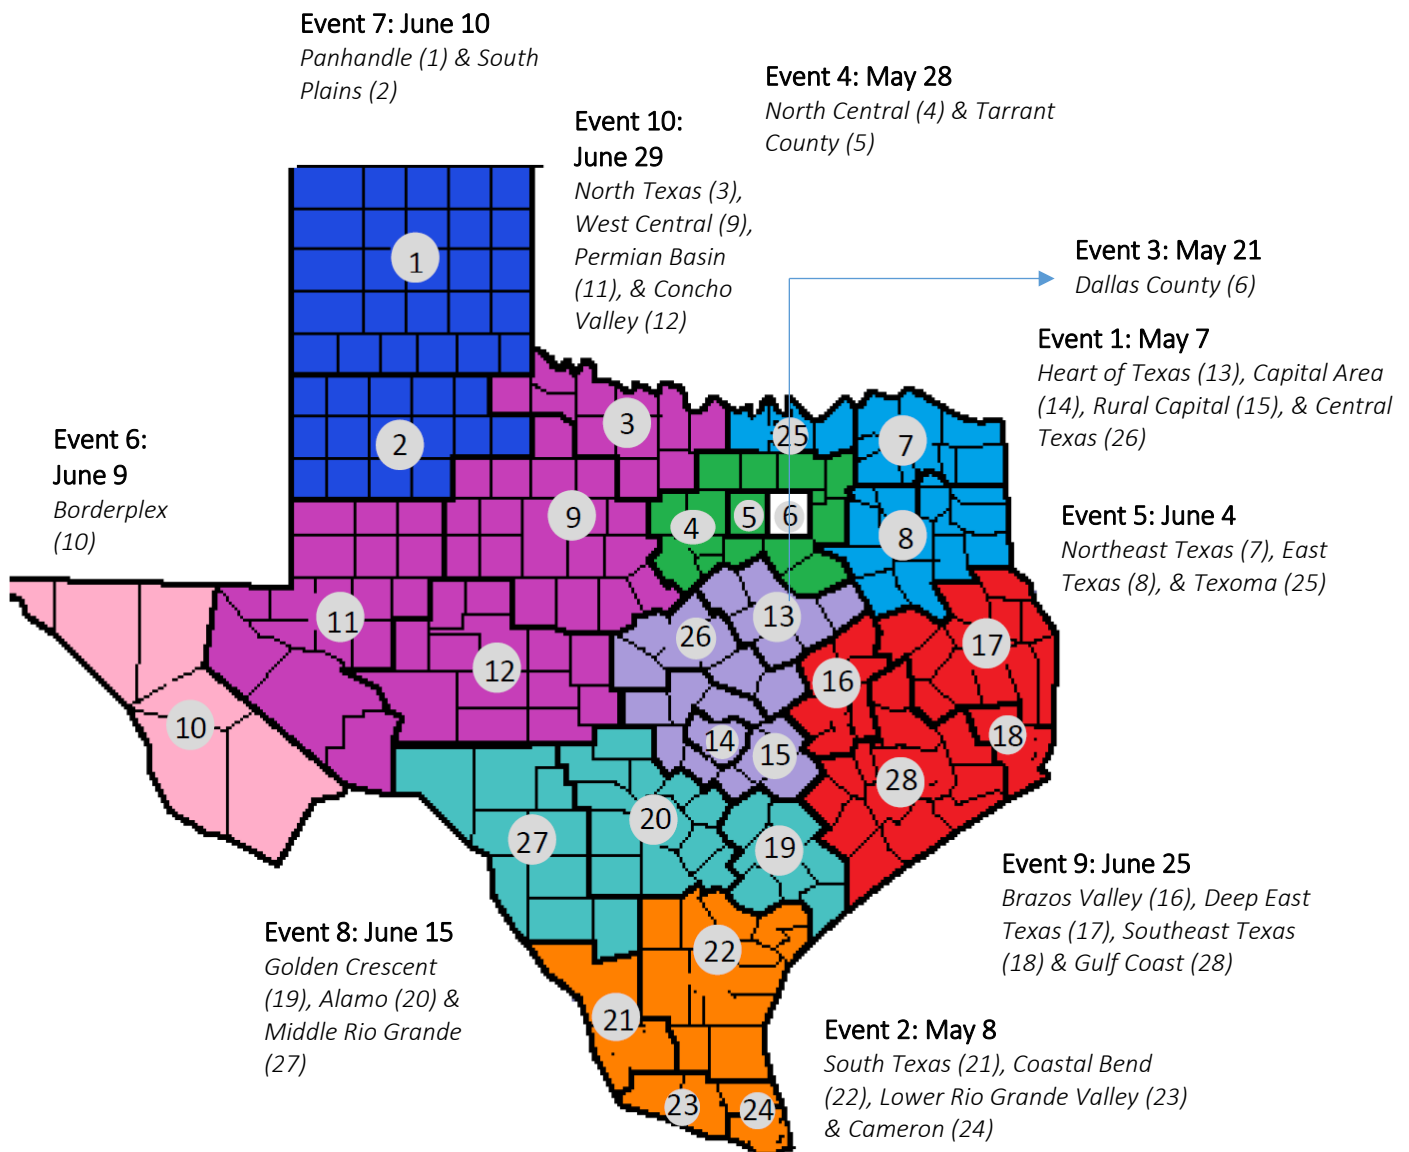 Event 7: June 10
Panhandle (1) & South
Plains (2)
Event 4: May 28
North Central (4) & Tarrant
County (5)
Event 10:
June 29
North Texas (3),
West Central (9),
Permian Basin
(11), & Concho
Valley (12)
Event 3: May 21
Dallas County (6)
Event 1: May 7
Heart of Texas (13), Capital Area
(14), Rural Capital (15), & Central
Texas (26)
Event 6:
June 9
Borderplex
(10)
Event 5: June 4
Northeast Texas (7), East
Texas (8), & Texoma (25)
1
2
3
25
7
9
4
5
6
8
11
12
26
13
16
17
10
14
15
18
28
27
20
19
22
21
23
24
Event 9: June 25
Brazos Valley (16), Deep East
Texas (17), Southeast Texas
(18) & Gulf Coast (28)
Event 8: June 15
Golden Crescent
(19), Alamo (20) &
Middle Rio Grande
(27)
Event 2: May 8
South Texas (21), Coastal Bend
(22), Lower Rio Grande Valley (23)
& Cameron (24)